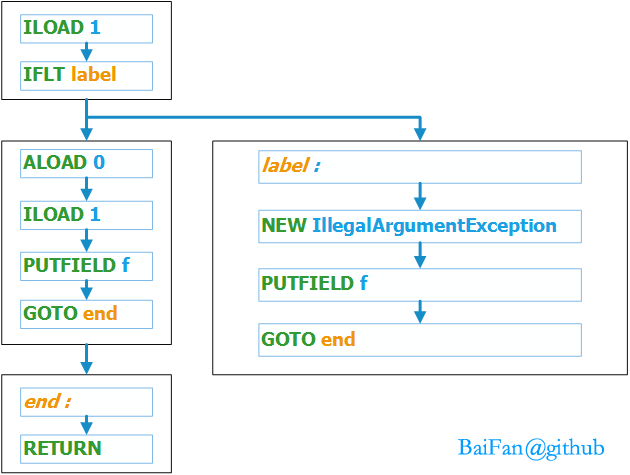 ILOAD 1
IFLT label
ALOAD 0
ILOAD 1
PUTFIELD f
GOTO end
end :
RETURN
label :
NEW IllegalArgumentException
PUTFIELD f
GOTO end
BaiFan@github